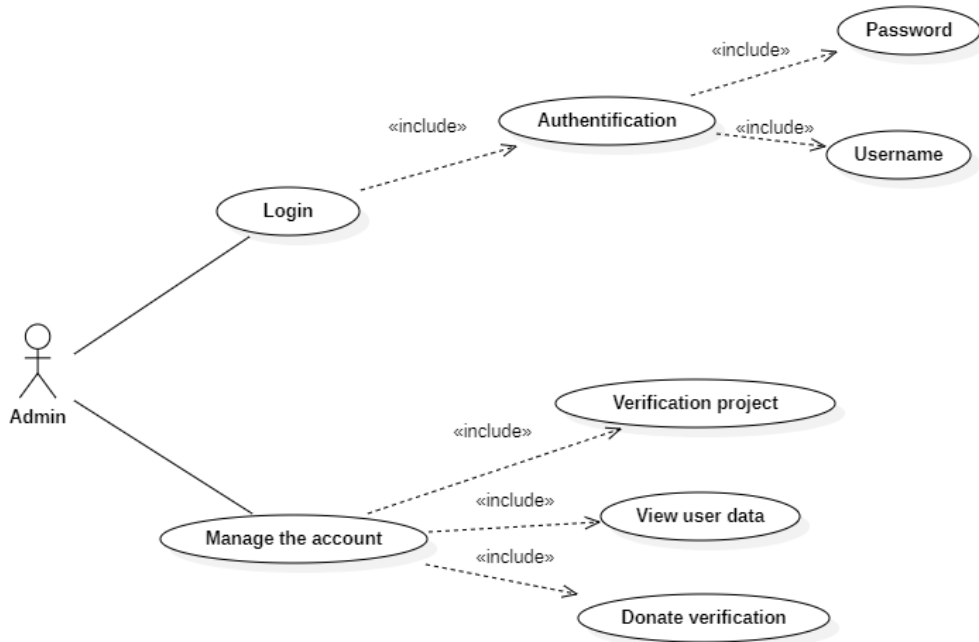 Password
«include»
Authentification
«include»
«include»
Username
Login
Admin
Verification project
«include»
«include»
View user data
Manage the account
«include»
Donate verification